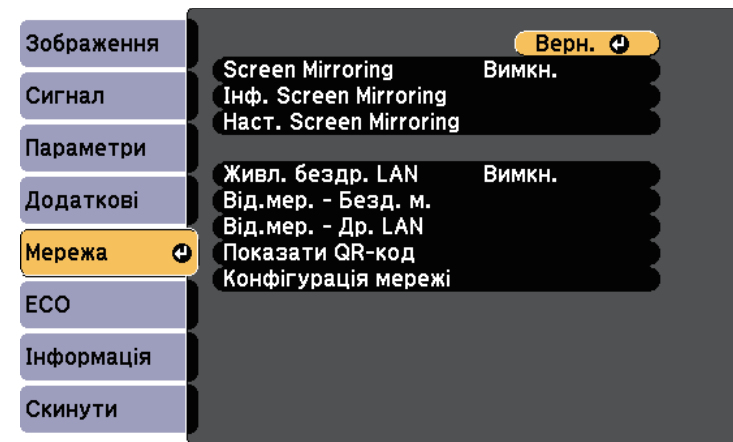 Зображення
Сигнал
Параметри
Додаткові
Мережа
ECO
Інформація
Скинути
Верн.
Screen Mirroring Вимкн.
Інф. Screen Mirroring
Наст. Screen Mirroring
Живл. бездр. LAN Вимкн.
Від.мер. - Безд. м.
Від.мер. - Др. LAN
Показати QR-код
Конфігурація мережі